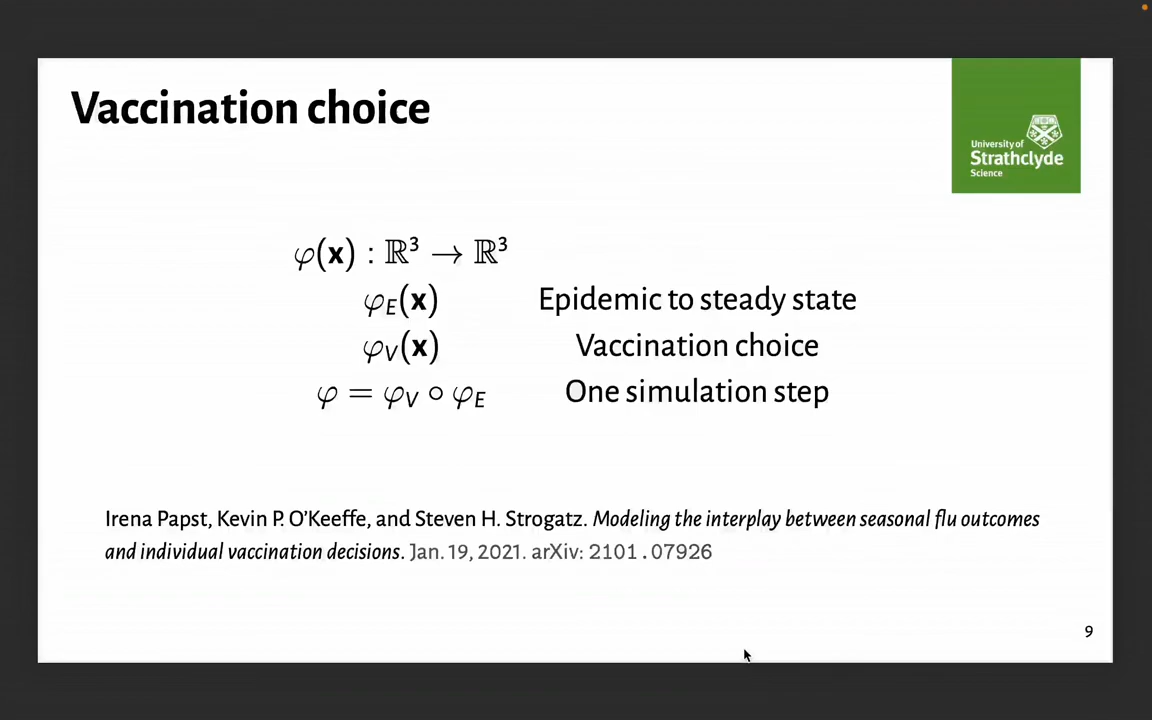 Vaccination choice
University of
Strathclyde
Science
φ(x) : ℝ³ → ℝ³
φ_E(x) Epidemic to steady state
φ_V(x) Vaccination choice
φ = φ_V ∘ φ_E One simulation step
Irena Papst, Kevin P. O'Keeffe, and Steven H. Strogatz. Modeling the interplay between seasonal flu outcomes
and individual vaccination decisions. Jan. 19, 2021. arXiv: 2101.07926
9